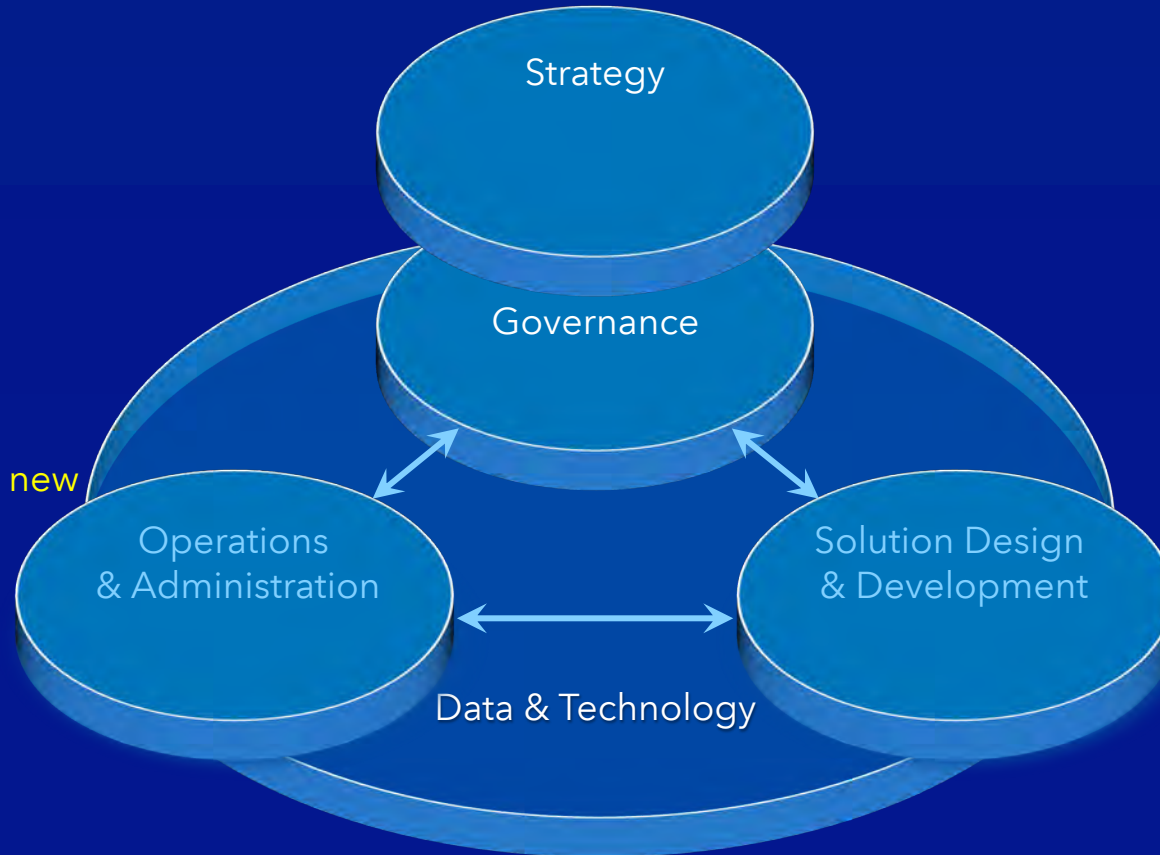 Strategy
Governance
new
Operations
& Administration
Solution Design
& Development
Data & Technology